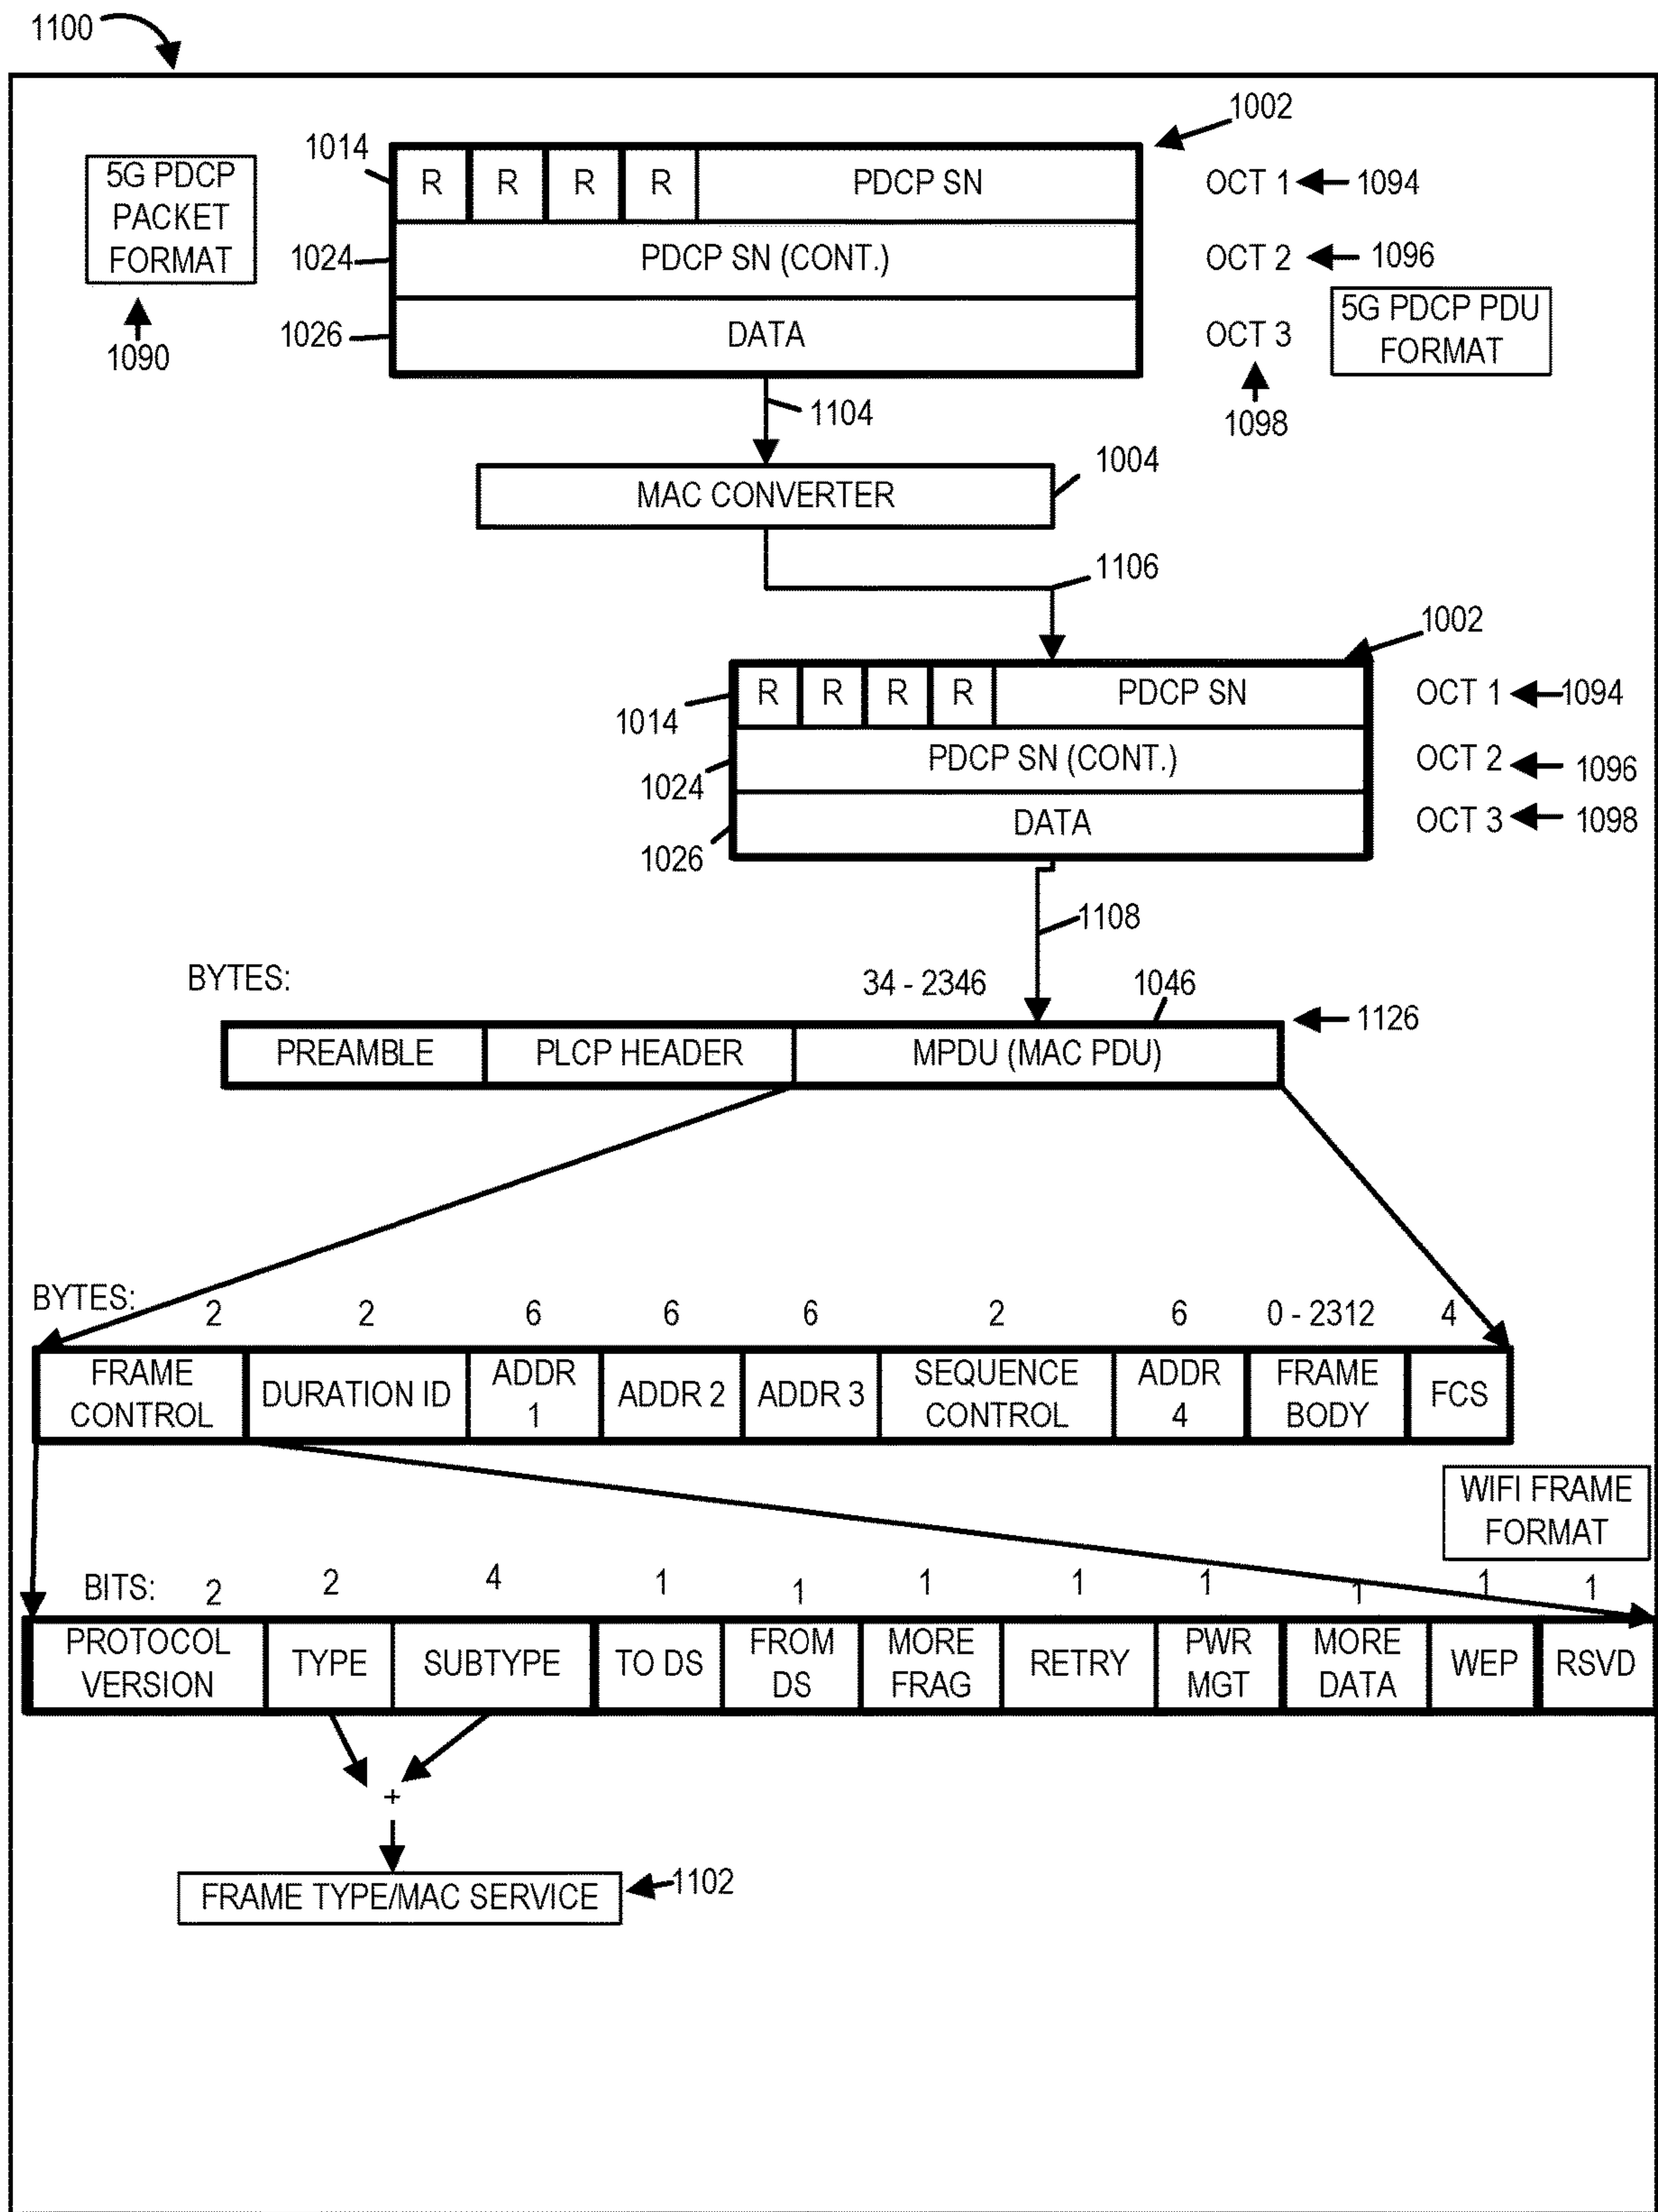 1100
1002
1014
5G PDCP
PACKET
FORMAT
R R R R PDCP SN
OCT 1
1094
1024
PDCP SN (CONT.)
OCT 2
1096
1026
DATA
OCT 3
5G PDCP PDU
FORMAT
1090
1098
1104
1004
MAC CONVERTER
1106
1002
1014
R R R R PDCP SN
OCT 1
1094
1024
PDCP SN (CONT.)
OCT 2
1096
1026
DATA
OCT 3
1098
1108
BYTES:
34 - 2346
1046
1126
PREAMBLE
PLCP HEADER
MPDU (MAC PDU)
BYTES: 2 2 6 6 6 2 6 0 - 2312 4
FRAME
CONTROL
DURATION ID
ADDR
1
ADDR 2
ADDR 3
SEQUENCE
CONTROL
ADDR
4
FRAME
BODY
FCS
WIFI FRAME
FORMAT
BITS: 2 2 4 1 1 1 1 1 1 1 1
PROTOCOL
VERSION
TYPE
SUBTYPE
TO DS
FROM
DS
MORE
FRAG
RETRY
PWR
MGT
MORE
DATA
WEP
RSVD
+
FRAME TYPE/MAC SERVICE
1102